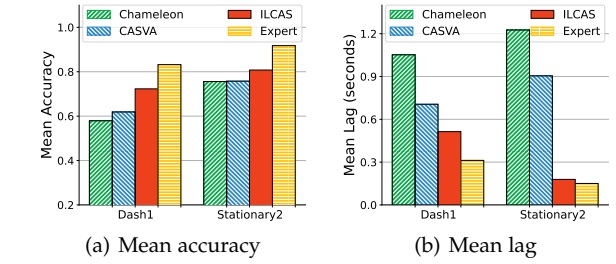 Chameleon
CASVA
ILCAS
Expert
1.0
0.8
0.6
0.4
0.2
Mean Accuracy
Dash1 Stationary2
(a) Mean accuracy
Chameleon
CASVA
ILCAS
Expert
1.2
0.9
0.6
0.3
0.0
Mean Lag (seconds)
Dash1 Stationary2
(b) Mean lag